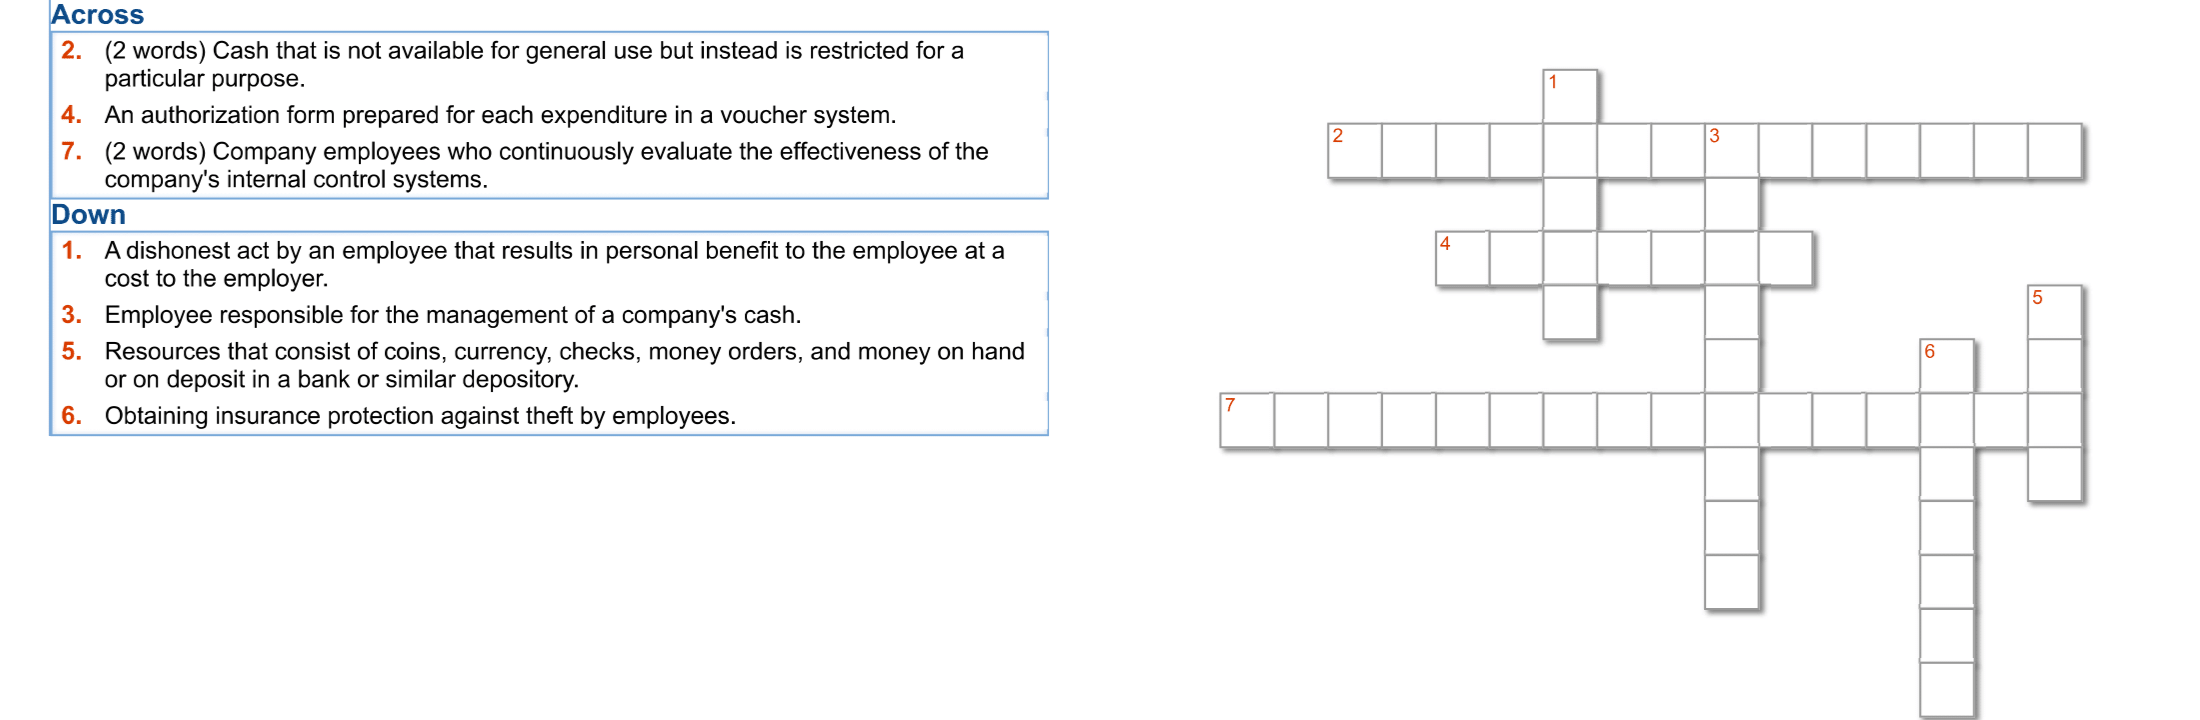 Across
2. (2 words) Cash that is not available for general use but instead is restricted for a
particular purpose.
4. An authorization form prepared for each expenditure in a voucher system.
7. (2 words) Company employees who continuously evaluate the effectiveness of the
company's internal control systems.
Down
1. A dishonest act by an employee that results in personal benefit to the employee at a
cost to the employer.
3. Employee responsible for the management of a company's cash.
5. Resources that consist of coins, currency, checks, money orders, and money on hand
or on deposit in a bank or similar depository.
6. Obtaining insurance protection against theft by employees.
1
2
3
4
5
6
7